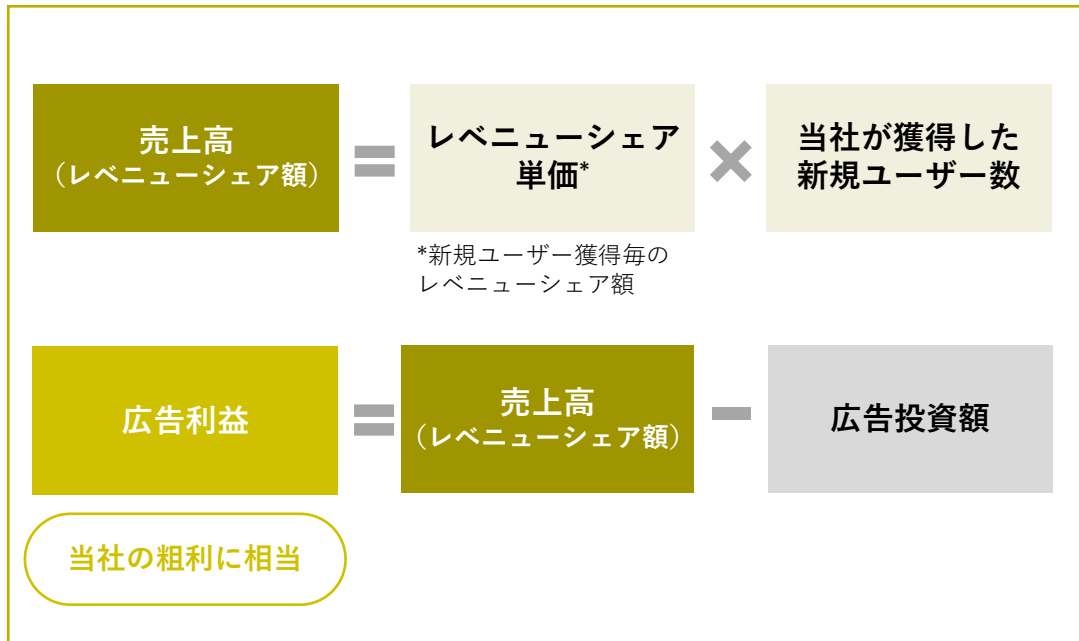 売上高
（レベニューシェア額）
=
レベニューシェア
単価*
×
当社が獲得した
新規ユーザー数
*新規ユーザー獲得毎の
レベニューシェア額
広告利益
=
売上高
（レベニューシェア額）
−
広告投資額
当社の粗利に相当